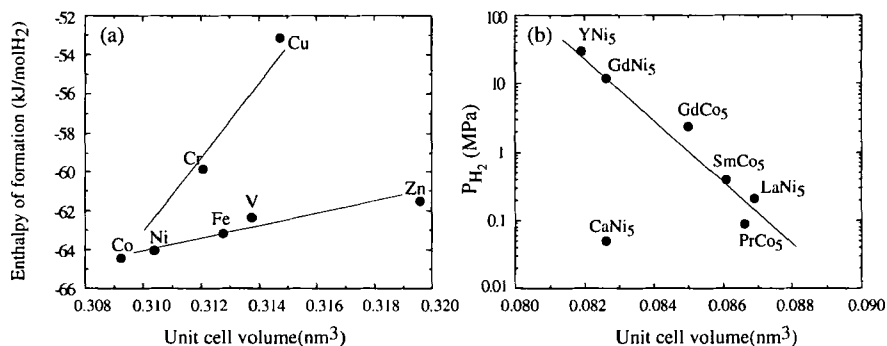 (a)
Enthalpy of formation (kJ/molH2)
-52
-54
-56
-58
-60
-62
-64
-66
Cu
Cr
V
Zn
Fe
Ni
Co
0.308 0.310 0.312 0.314 0.316 0.318 0.320
Unit cell volume(nm3)
(b)
PH2 (MPa)
100
10
1
0.1
0.01
YNi5
GdNi5
GdCo5
SmCo5
LaNi5
CaNi5
PrCo5
0.080 0.082 0.084 0.086 0.088 0.090
Unit cell volume(nm3)